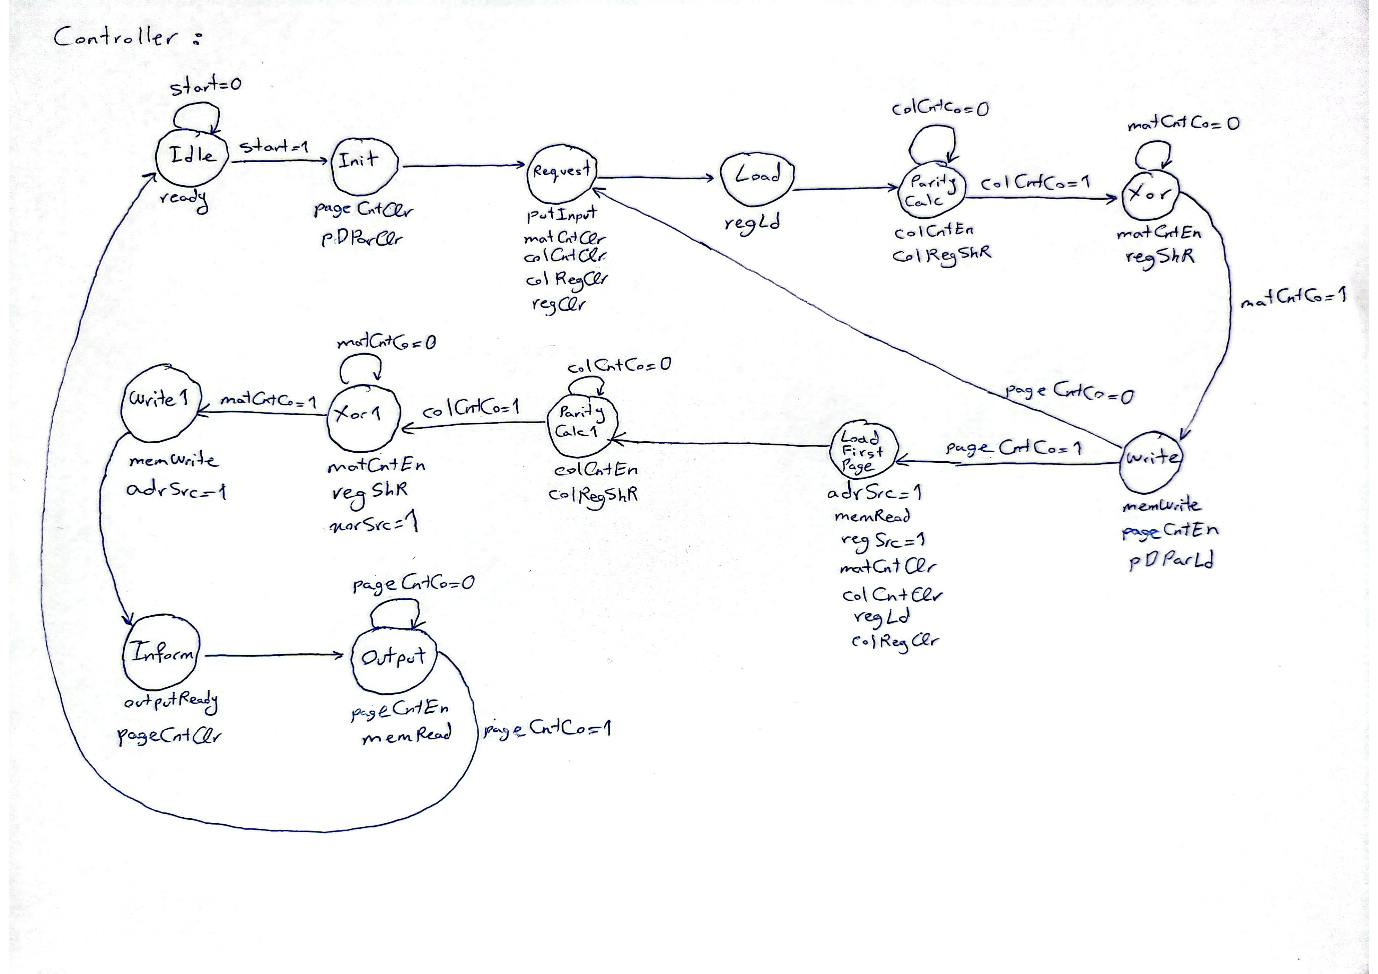 Controller :
start=0
Idle
ready
start=1
Init
pageCntClr
pDParClr
Request
putInput
matCntClr
colCntClr
colRegClr
regClr
Load
regLd
colCntCo=0
Parity
Calc
colCntEn
colRegShR
colCntCo=1
matCntCo=0
Xor
matCntEn
regShR
matCntCo=1
Write
memWrite
pageCntEn
pDParLd
pageCntCo=0
pageCntCo=1
Load
First
Page
adrSrc=1
memRead
regSrc=1
matCntClr
colCntClr
regLd
colRegClr
colCntCo=0
Parity
Calc1
colCntEn
colRegShR
colCntCo=1
matCntCo=0
Xor1
matCntEn
regShR
xorSrc=1
matCntCo=1
Write1
memWrite
adrSrc=1
Inform
outputReady
pageCntClr
pageCntCo=0
Output
pageCntEn
memRead
pageCntCo=1